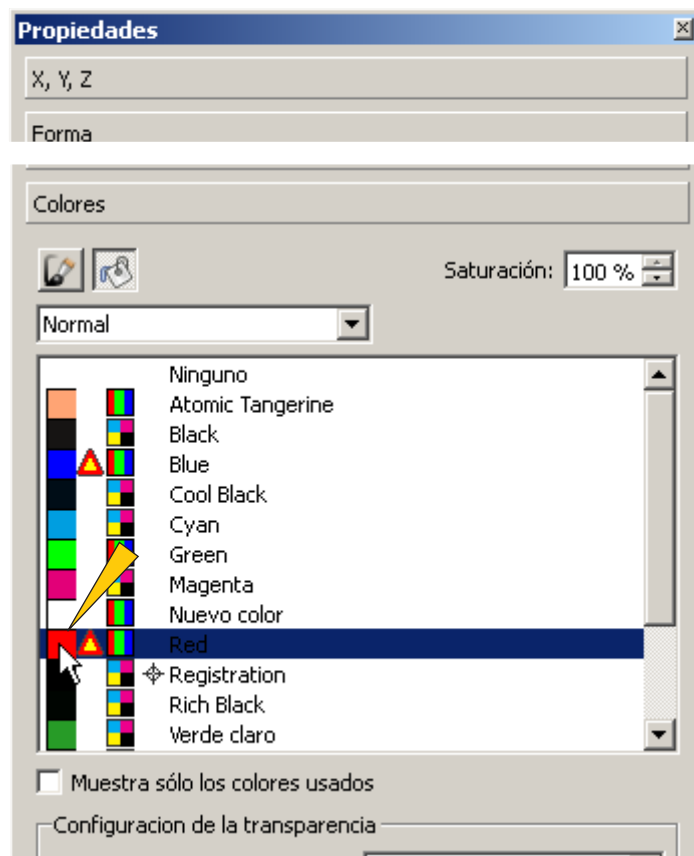 Propiedades
X, Y, Z
Forma
Colores
Saturación: 100 %
Normal
Ninguno
Atomic Tangerine
Black
Blue
Cool Black
Cyan
Green
Magenta
Nuevo color
Red
Registration
Rich Black
Verde claro
Muestra sólo los colores usados
Configuracion de la transparencia